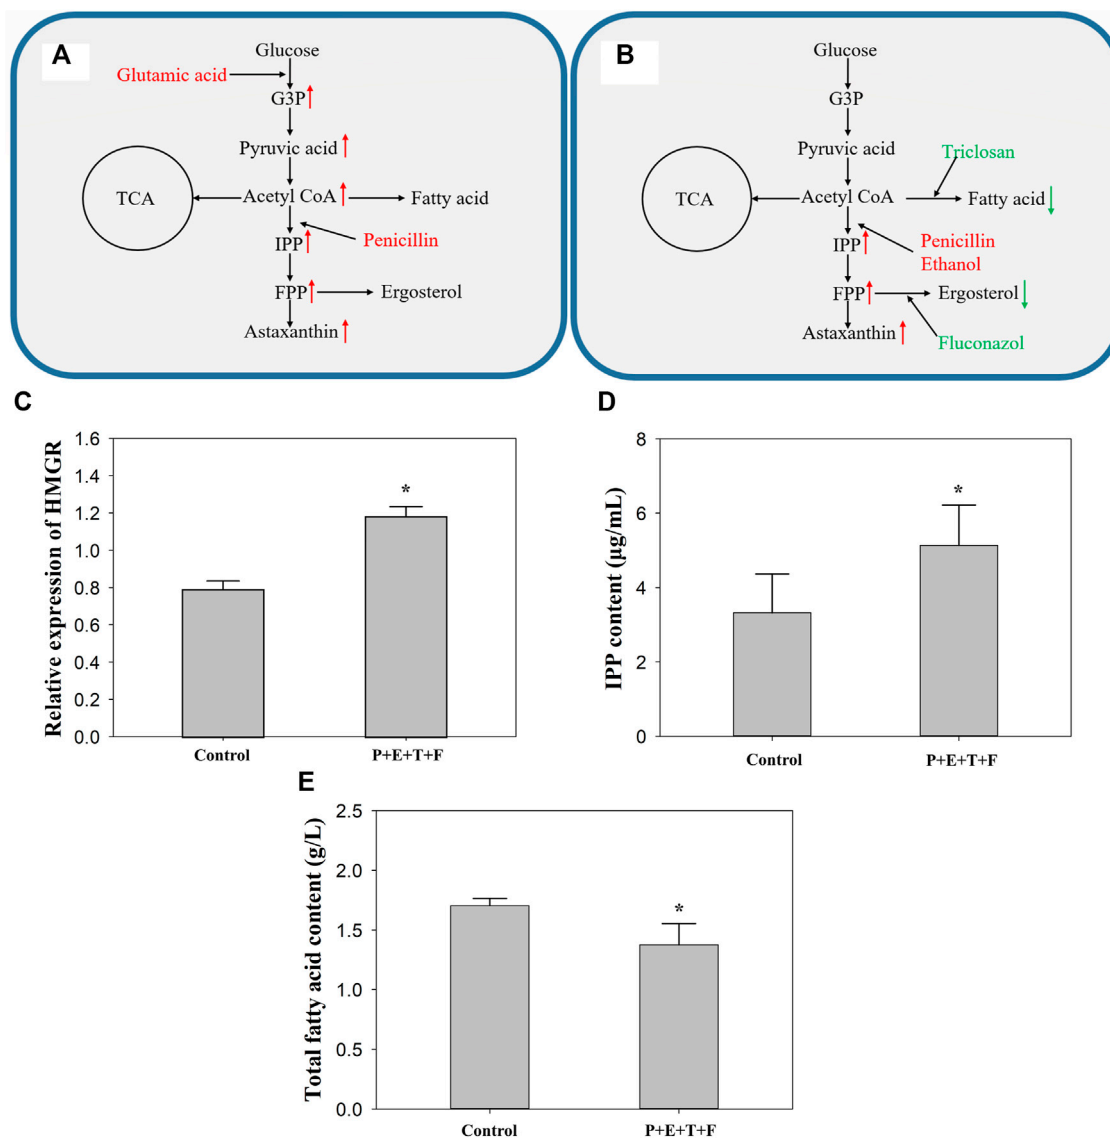 A
Glucose
Glutamic acid
G3P
Pyruvic acid
TCA
Acetyl CoA
Fatty acid
IPP
Penicillin
FPP
Ergosterol
Astaxanthin
B
Glucose
G3P
Pyruvic acid
Triclosan
TCA
Acetyl CoA
Fatty acid
IPP
Penicillin
Ethanol
FPP
Ergosterol
Astaxanthin
Fluconazol
C
Relative expression of HMGR
1.6
1.4
1.2
1.0
0.8
0.6
0.4
0.2
0.0
*
Control
P+E+T+F
D
IPP content (µg/mL)
8
6
4
2
0
*
Control
P+E+T+F
E
Total fatty acid content (g/L)
2.5
2.0
1.5
1.0
0.5
0.0
*
Control
P+E+T+F